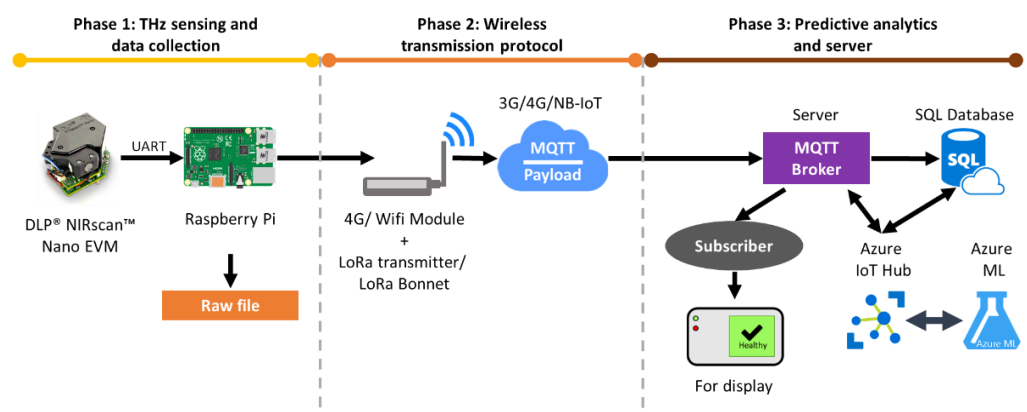 Phase 1: THz sensing and
data collection
Phase 2: Wireless
transmission protocol
Phase 3: Predictive analytics
and server
UART
DLP® NIRscan™
Nano EVM
Raspberry Pi
Raw file
4G/ Wifi Module
+
LoRa transmitter/
LoRa Bonnet
3G/4G/NB-IoT
MQTT
Payload
Server
MQTT
Broker
SQL Database
SQL
Subscriber
Healthy
For display
Azure
IoT Hub
Azure
ML
Azure ML